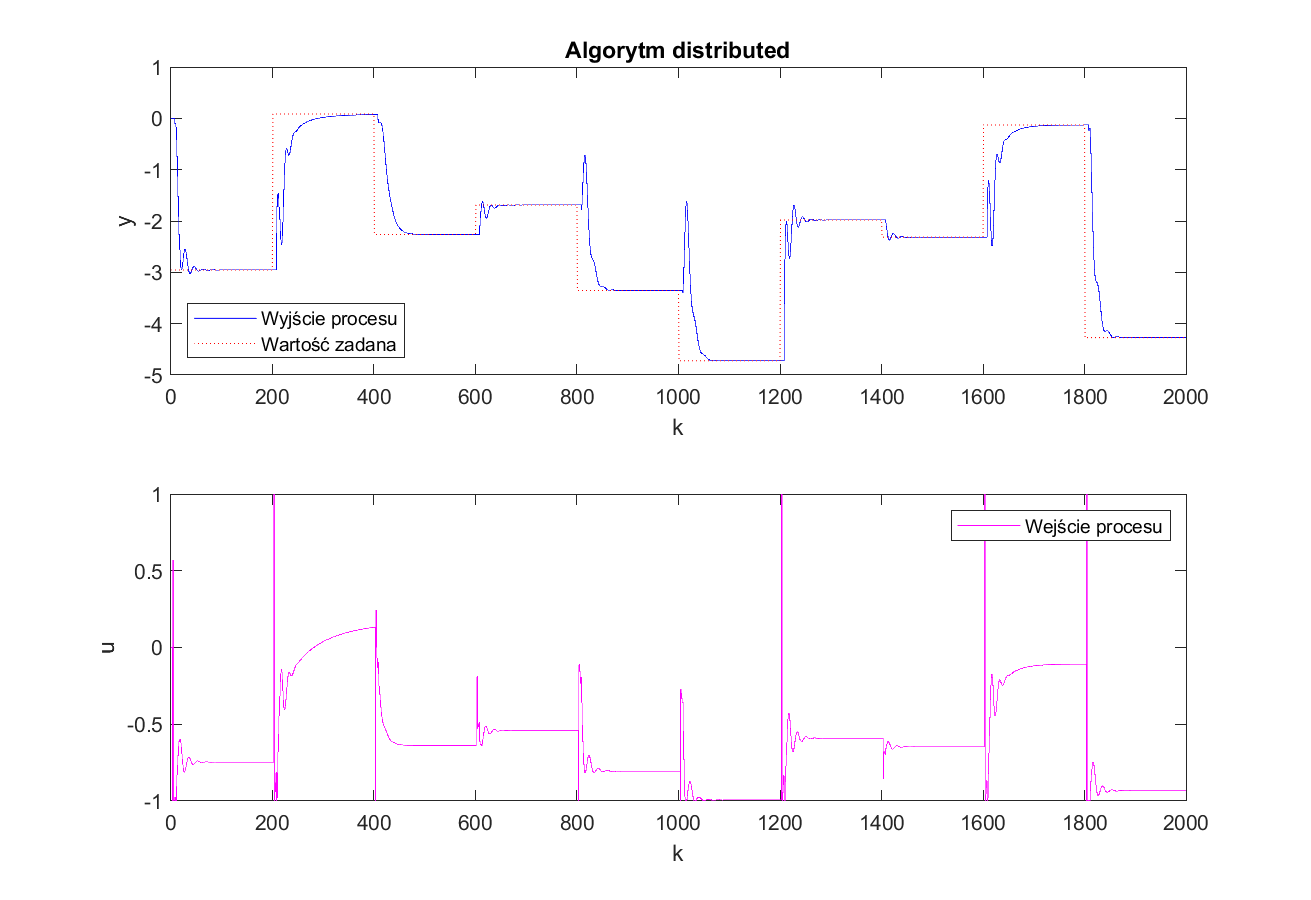 Algorytm distributed
1
0
-1
-2
-3
-4
-5
y
Wyjście procesu
Wartość zadana
0 200 400 600 800 1000 1200 1400 1600 1800 2000
k
1
0.5
0
-0.5
-1
u
Wejście procesu
0 200 400 600 800 1000 1200 1400 1600 1800 2000
k